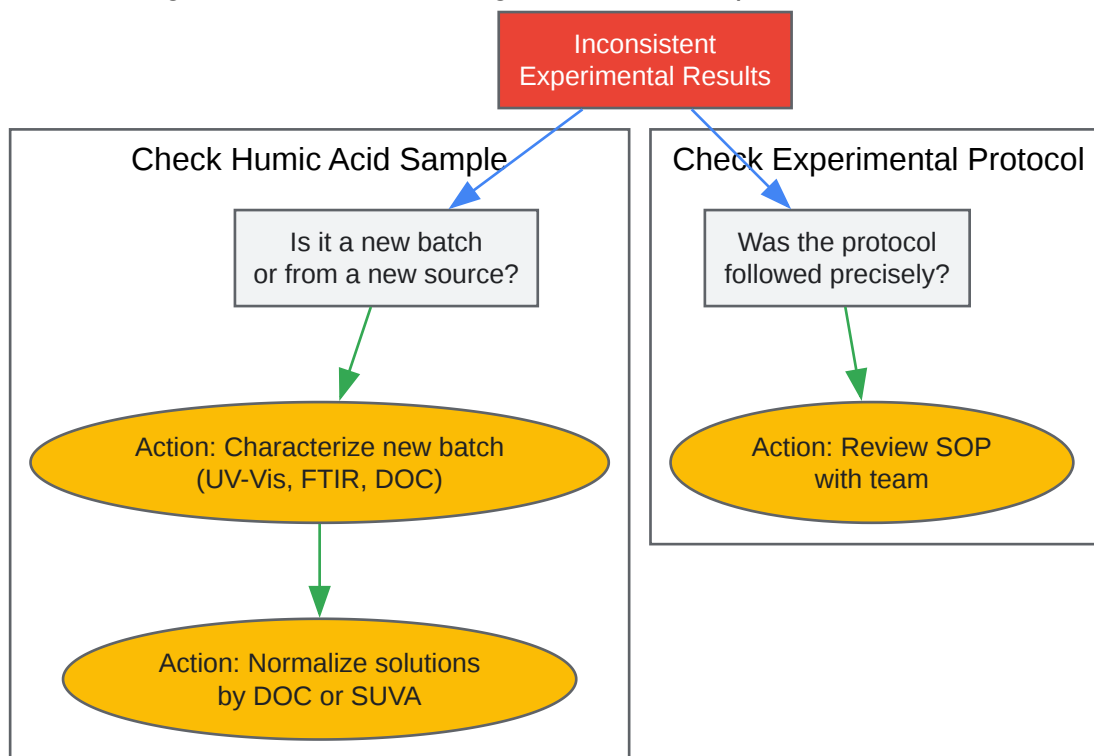 Inconsistent
Experimental Results
Check Humic Acid Sample
Is it a new batch
or from a new source?
Action: Characterize new batch
(UV-Vis, FTIR, DOC)
Action: Normalize solutions
by DOC or SUVA
Check Experimental Protocol
Was the protocol
followed precisely?
Action: Review SOP
with team